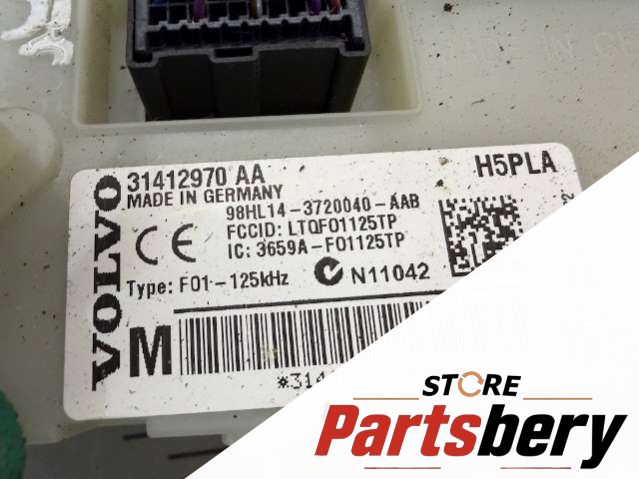 VOLVO
31412970 AA
MADE IN GERMANY
H5PLA
98HL14-3720040-AAB
FCCID: LTQF01125TP
IC: 3659A-F01125TP
CE
Type: F01-125kHz
N11042
M
STORE
Partsbery